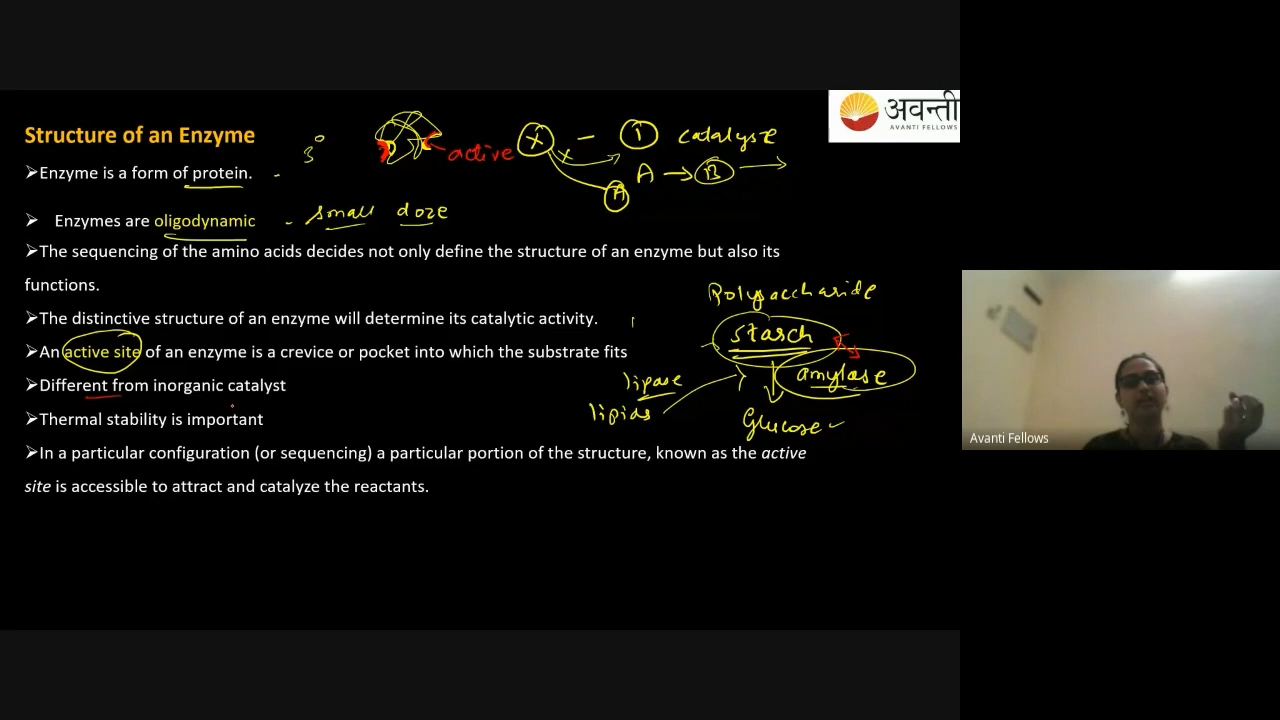 अवन्ती
AVANTI FELLOWS
Structure of an Enzyme
3° active X X - 1 catalyse
➢Enzyme is a form of protein. -
A → B →
A
➢ Enzymes are oligodynamic - small doze
➢The sequencing of the amino acids decides not only define the structure of an enzyme but also its
functions.
Polysaccharide
➢The distinctive structure of an enzyme will determine its catalytic activity.
starch
➢An active site of an enzyme is a crevice or pocket into which the substrate fits
lipase amylase
➢Different from inorganic catalyst
lipids
➢Thermal stability is important
Glucose
➢In a particular configuration (or sequencing) a particular portion of the structure, known as the active
site is accessible to attract and catalyze the reactants.
Avanti Fellows